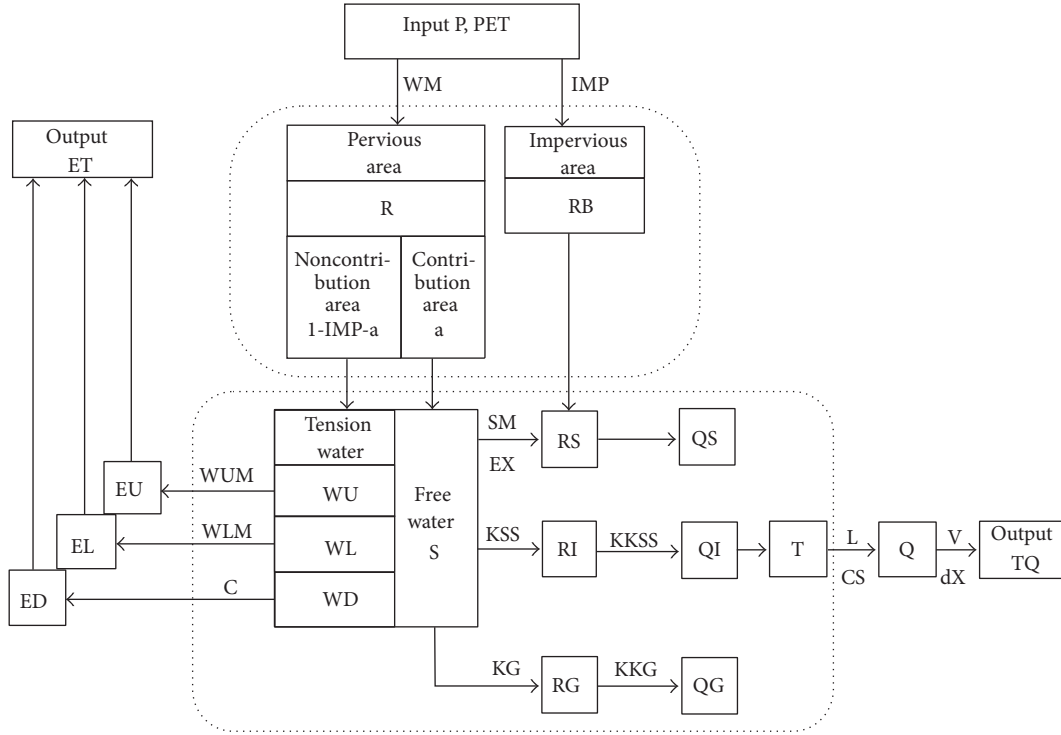 Input P, PET
WM
IMP
Output
ET
Pervious
area
Impervious
area
R
RB
Noncontri-
bution
area
1-IMP-a
Contri-
bution
area
a
Tension
water
WU
WL
WD
Free
water
S
SM
EX
RS
QS
WUM
EU
WLM
EL
C
ED
KSS
RI
KKSS
QI
T
L
CS
Q
V
dX
Output
TQ
KG
RG
KKG
QG